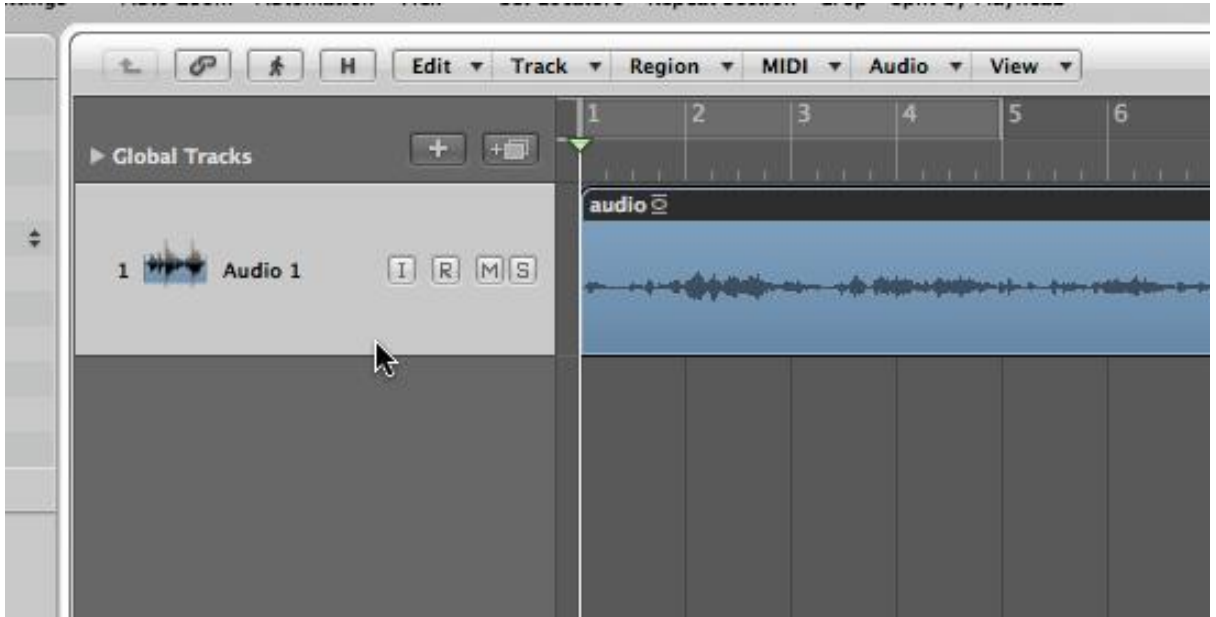 H Edit Track Region MIDI Audio View
1 2 3 4 5 6
Global Tracks
audio
1 Audio 1 I R M S